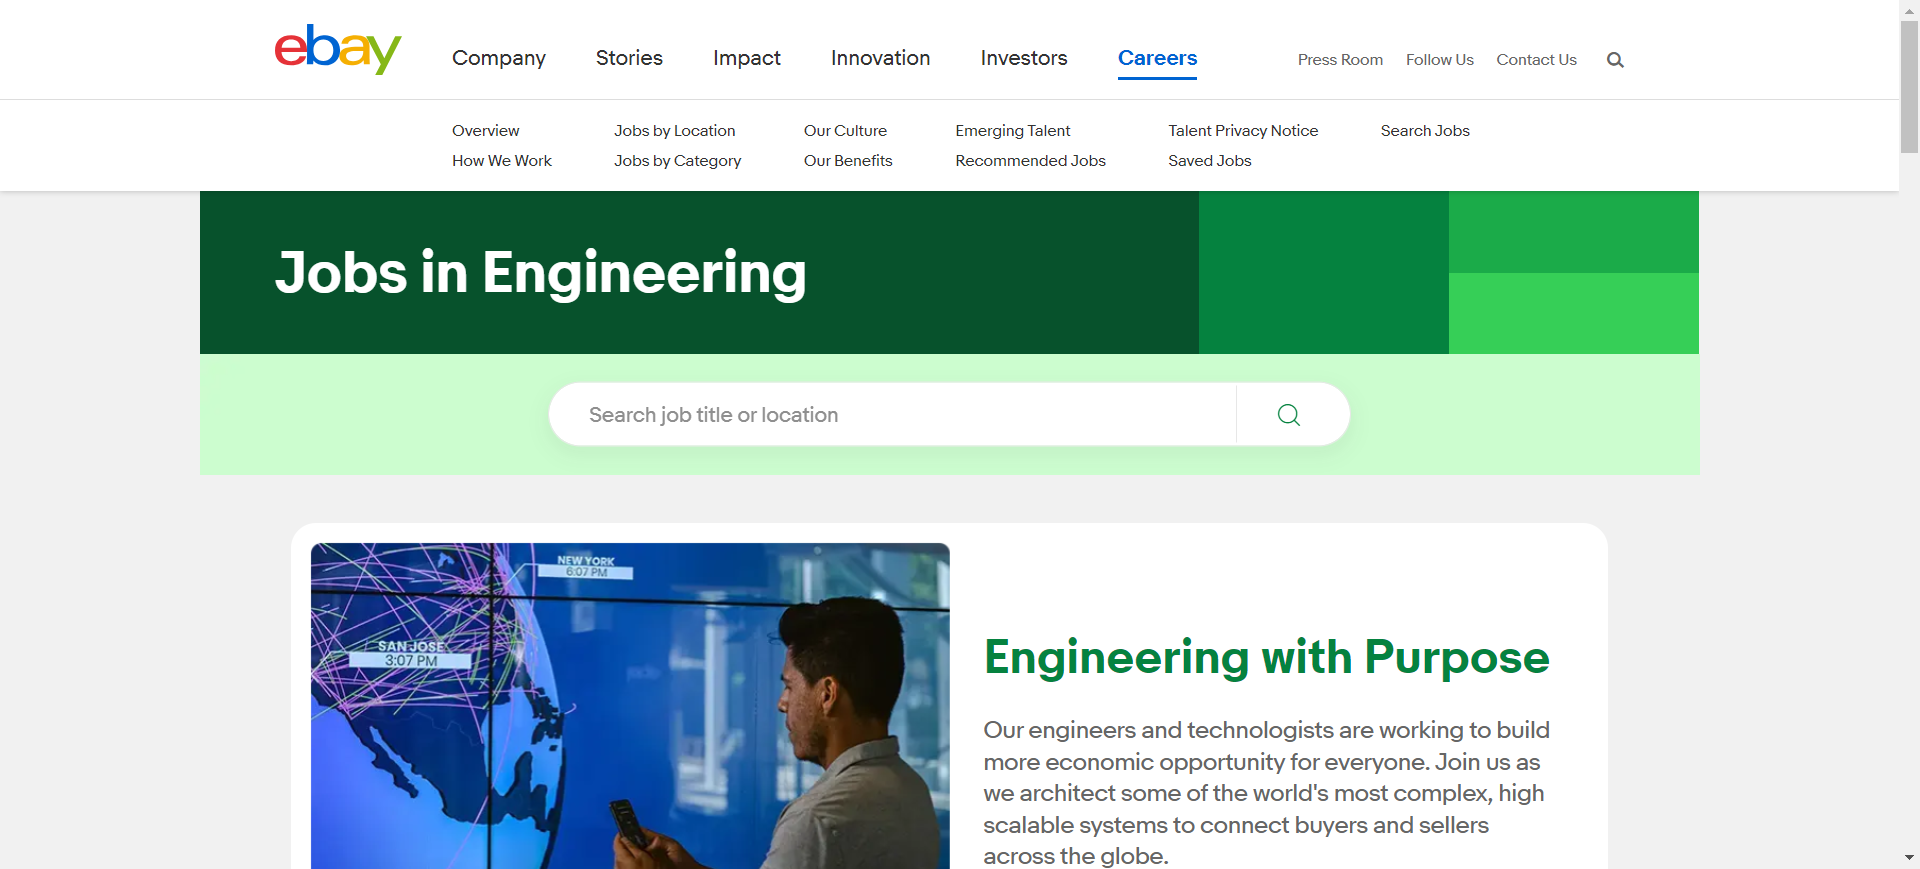 ebay
Company Stories Impact Innovation Investors Careers Press Room Follow Us Contact Us
Overview Jobs by Location Our Culture Emerging Talent Talent Privacy Notice Search Jobs
How We Work Jobs by Category Our Benefits Recommended Jobs Saved Jobs
Jobs in Engineering
Search job title or location
NEW YORK
6:07 PM
SAN JOSE
3:07 PM
Engineering with Purpose
Our engineers and technologists are working to build
more economic opportunity for everyone. Join us as
we architect some of the world's most complex, high
scalable systems to connect buyers and sellers
across the globe.